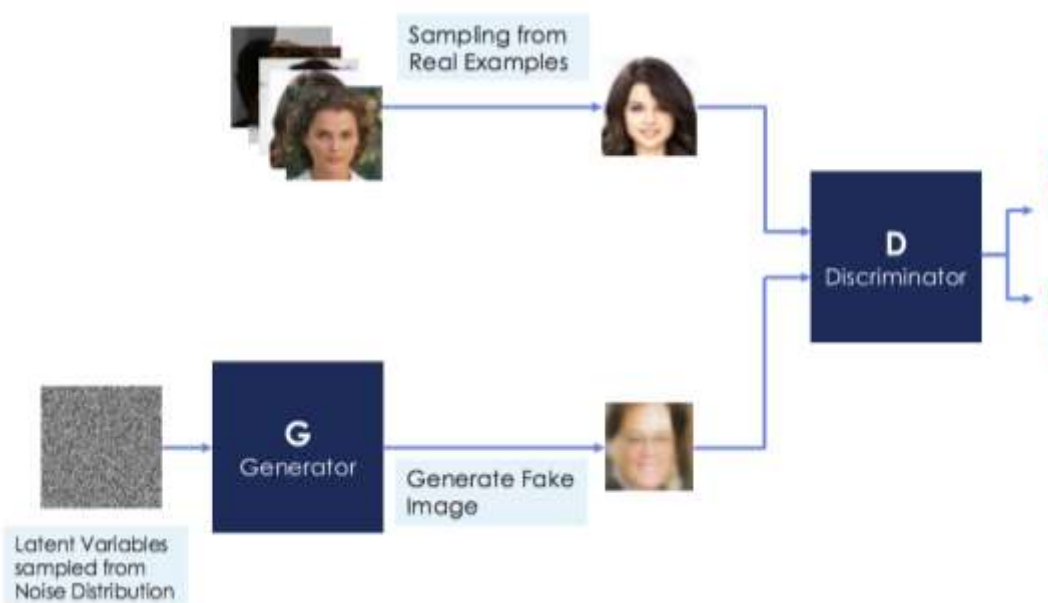 Sampling from
Real Examples
D
Discriminator
G
Generator
Generate Fake
Image
Latent Variables
sampled from
Noise Distribution